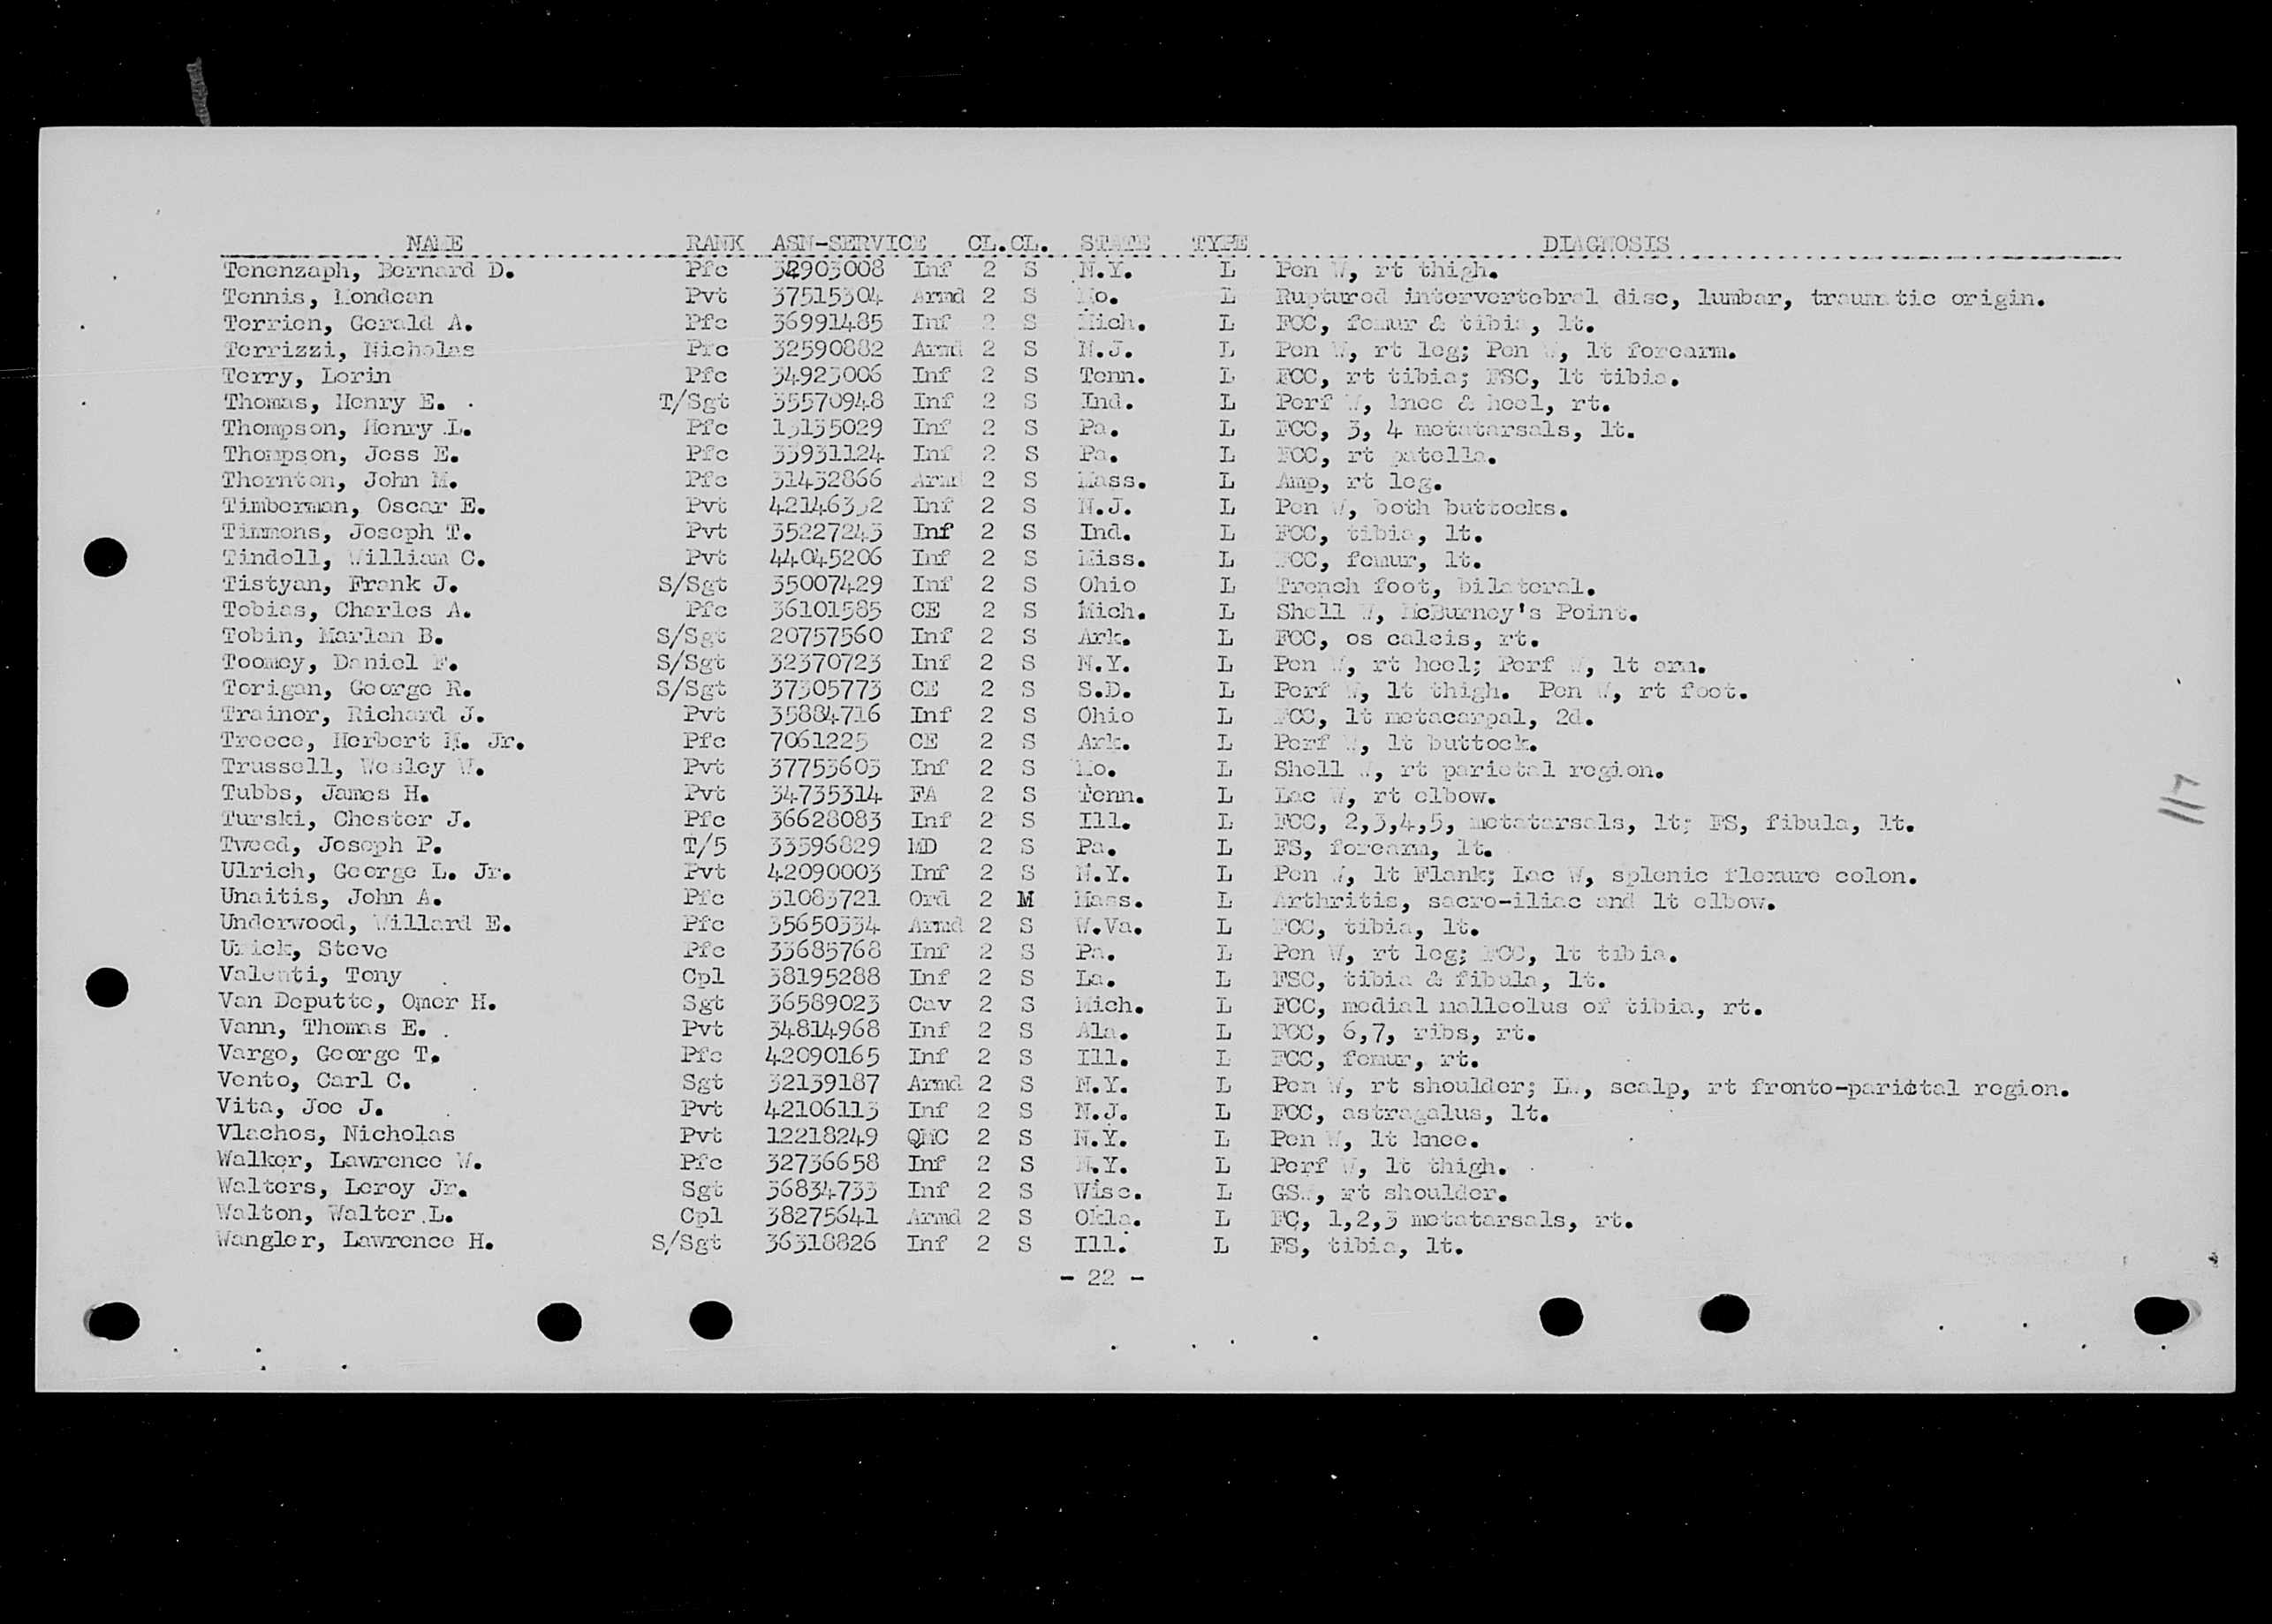 NAME RANK ASN-SERVICE CL.CL. STATE TYPE DIAGNOSIS
Tenenzaph, Bernard D. Pfc 32903008 Inf 2 S N.Y. L Pen W, rt thigh.
Tennis, Mondean Pvt 37515304 Armd 2 S Mo. L Ruptured intervertebral disc, lumbar, traumatic origin.
Terrien, Gerald A. Pfc 36991485 Inf 2 S Mich. L FCC, femur & tibia, lt.
Terrizzi, Nicholas Pfc 32590882 Armd 2 S N.J. L Pen W, rt leg; Pen W, lt forearm.
Terry, Lorin Pfc 34923006 Inf 2 S Tenn. L FCC, rt tibia; FSC, lt tibia.
Thomas, Henry E. T/Sgt 35570948 Inf 2 S Ind. L Perf W, knee & heel, rt.
Thompson, Henry L. Pfc 13135029 Inf 2 S Pa. L FCC, 3, 4 metatarsals, lt.
Thompson, Jess E. Pfc 33931124 Inf 2 S Pa. L FCC, rt patella.
Thornton, John M. Pfc 31432866 Armd 2 S Mass. L Amp, rt leg.
Timberman, Oscar E. Pvt Inf 2 S N.J. L Pen W, both buttocks.
Timmons, Joseph T. Pvt 35227243 Inf 2 S Ind. L FCC, tibia, lt.
Tindell, William C. Pvt 44045206 Inf 2 S Miss. L FCC, femur, lt.
Tistyan, Frank J. S/Sgt 35007429 Inf 2 S Ohio L Trench foot, bilateral.
Tobias, Charles A. Pfc 36101585 CE 2 S Mich. L Shell W, McBurney's Point.
Tobin, Marlan B. S/Sgt 20757560 Inf 2 S Ark. L FCC, os calcis, rt.
Toomey, Daniel F. S/Sgt 32370723 Inf 2 S N.Y. L Pen W, rt heel; Perf W, lt arm.
Torigan, George R. S/Sgt 37305773 CE 2 S S.D. L Perf W, lt thigh. Pen W, rt foot.
Trainor, Richard J. Pvt 35884716 Inf 2 S Ohio L FCC, lt metacarpal, 2d.
Treece, Herbert M. Jr. Pfc 7061225 CE 2 S Ark. L Perf W, lt buttock.
Trussell, Wesley W. Pvt 37753603 Inf 2 S Mo. L Shell W, rt parietal region.
Tubbs, James H. Pvt 34735314 FA 2 S Tenn. L Lac W, rt elbow.
Turski, Chester J. Pfc 36628083 Inf 2 S Ill. L FCC, 2,3,4,5, metatarsals, lt; FS, fibula, lt.
Tweed, Joseph P. T/5 33596829 MD 2 S Pa. L FS, forearm, lt.
Ulrich, George L. Jr. Pvt 42090003 Inf 2 S N.Y. L Pen W, lt Flank; Lac W, splenic flexure colon.
Unaitis, John A. Pfc 31083721 Ord 2 M Mass. L Arthritis, sacro-iliac and lt elbow.
Underwood, Willard E. Pfc 35650334 Armd 2 S W.Va. L FCC, tibia, lt.
Steve Pfc 33685768 Inf 2 S Pa. L Pen W, rt leg; FCC, lt tibia.
Valenti, Tony Cpl 38195288 Inf 2 S La. L FSC, tibia & fibula, lt.
Van Deputte, Omer H. Sgt 36589023 Cav 2 S Mich. L FCC, medial malleolus of tibia, rt.
Vann, Thomas E. Pvt 34814968 Inf 2 S Ala. L FCC, 6,7, ribs, rt.
Vargo, George T. Pfc 42090165 Inf 2 S Ill. L FCC, femur, rt.
Vento, Carl C. Sgt 32139187 Armd 2 S N.Y. L Pen W, rt shoulder; LW, scalp, rt fronto-parietal region.
Vita, Joe J. Pvt 42106113 Inf 2 S N.J. L FCC, astragalus, lt.
Vlachos, Nicholas Pvt 12218249 QMC 2 S N.Y. L Pen W, lt knee.
Walker, Lawrence W. Pfc 32736658 Inf 2 S N.Y. L Perf W, lt thigh.
Walters, Leroy Jr. Sgt 36834733 Inf 2 S Wisc. L GSW, rt shoulder.
Walton, Walter L. Cpl 38275641 Armd 2 S Okla. L FC, 1,2,3 metatarsals, rt.
Wangler, Lawrence H. S/Sgt 36318826 Inf 2 S Ill. L FS, tibia, lt.
- 22 -
117